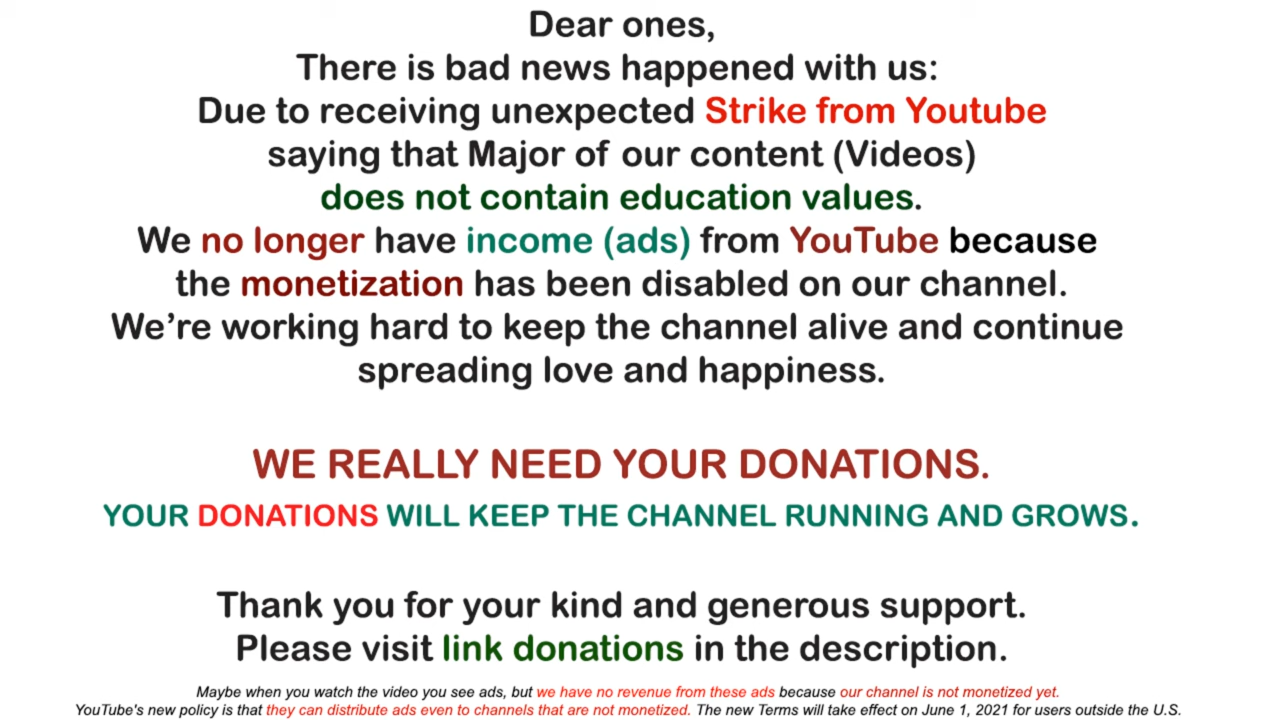 Dear ones,
There is bad news happened with us:
Due to receiving unexpected Strike from Youtube
saying that Major of our content (Videos)
does not contain education values.
We no longer have income (ads) from YouTube because
the monetization has been disabled on our channel.
We’re working hard to keep the channel alive and continue
spreading love and happiness.
WE REALLY NEED YOUR DONATIONS.
YOUR DONATIONS WILL KEEP THE CHANNEL RUNNING AND GROWS.
Thank you for your kind and generous support.
Please visit link donations in the description.
Maybe when you watch the video you see ads, but we have no revenue from these ads because our channel is not monetized yet.
YouTube's new policy is that they can distribute ads even to channels that are not monetized. The new Terms will take effect on June 1, 2021 for users outside the U.S.